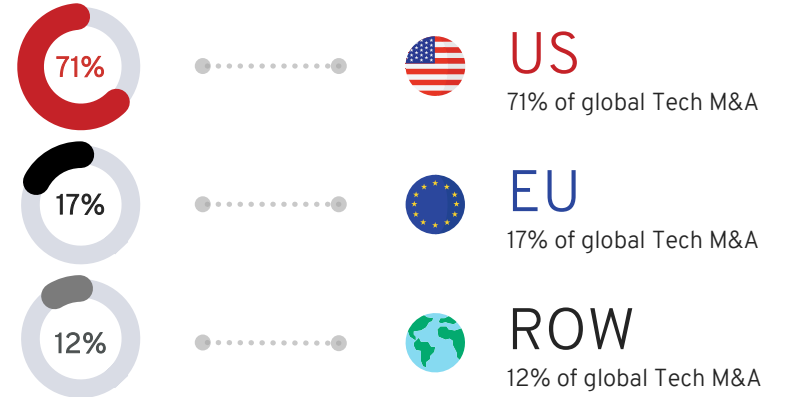 71%
US
71% of global Tech M&A
17%
EU
17% of global Tech M&A
12%
ROW
12% of global Tech M&A